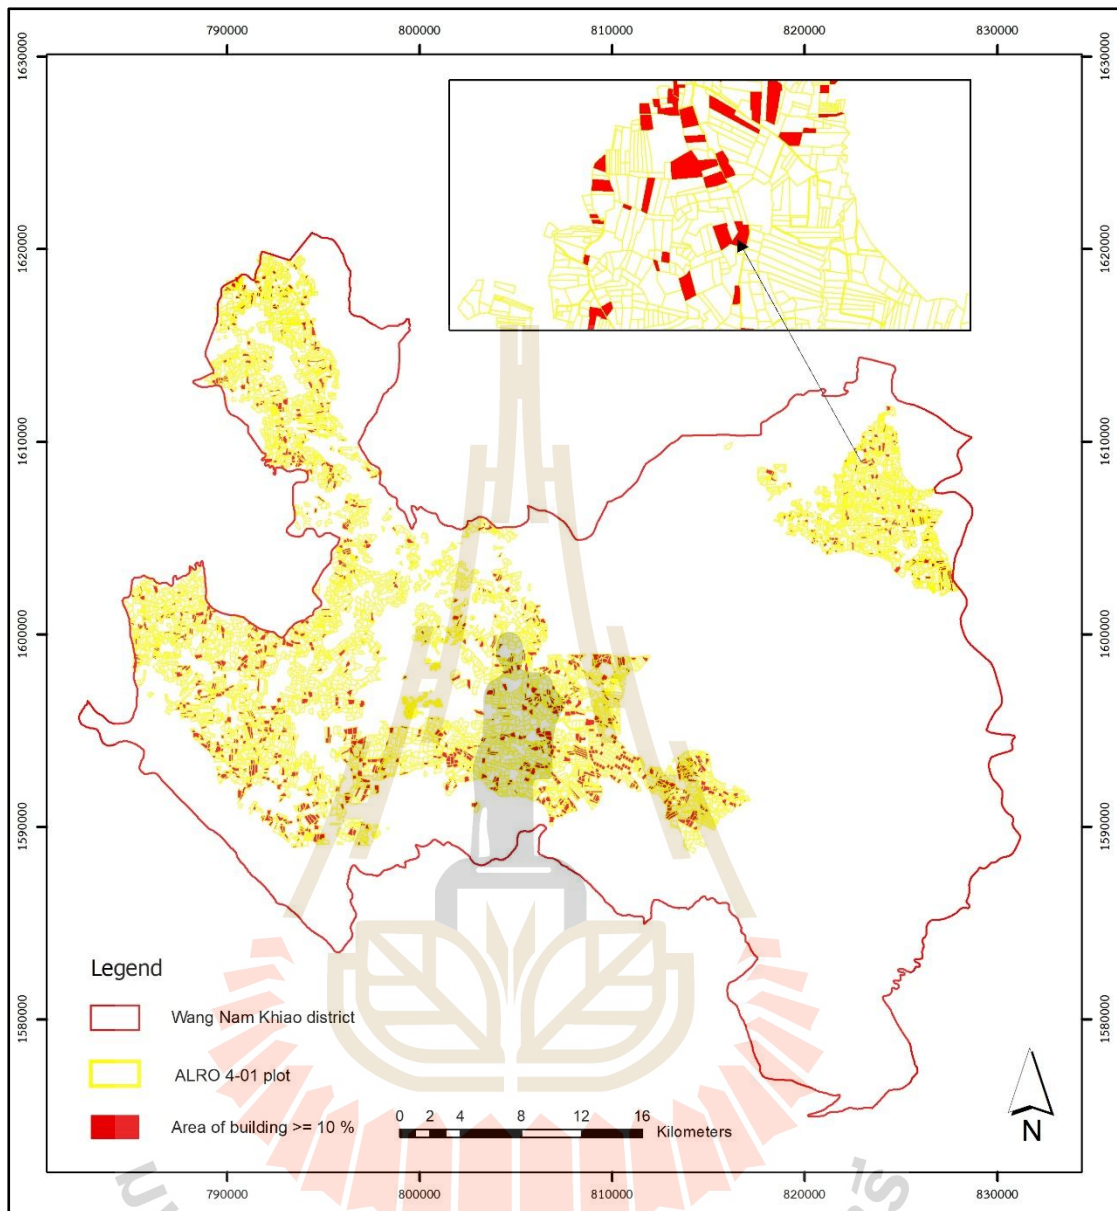 790000 800000 810000 820000 830000
1630000 1630000
1620000 1620000
1610000 1610000
1600000 1600000
1590000 1590000
1580000 1580000
Legend
Wang Nam Khiao district
ALRO 4-01 plot
Area of building >= 10 %
0 2 4 8 12 16
Kilometers
N
790000 800000 810000 820000 830000